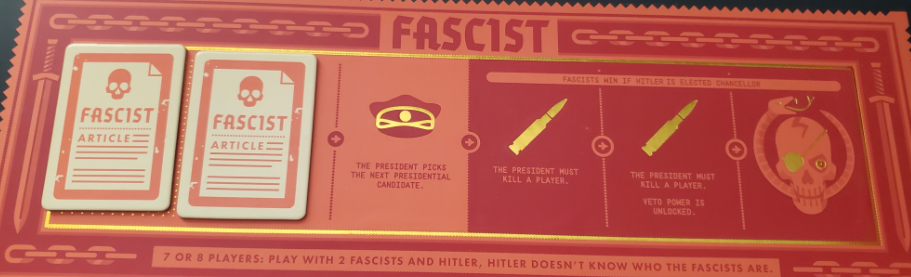 FASCIST
FASCISTS WIN IF HITLER IS ELECTED CHANCELLOR
FASCIST
ARTICLE
FASCIST
ARTICLE
THE PRESIDENT PICKS
THE NEXT PRESIDENTIAL
CANDIDATE.
THE PRESIDENT MUST
KILL A PLAYER.
THE PRESIDENT MUST
KILL A PLAYER.
VETO POWER IS
UNLOCKED.
7 OR 8 PLAYERS: PLAY WITH 2 FASCISTS AND HITLER, HITLER DOESN'T KNOW WHO THE FASCISTS ARE.